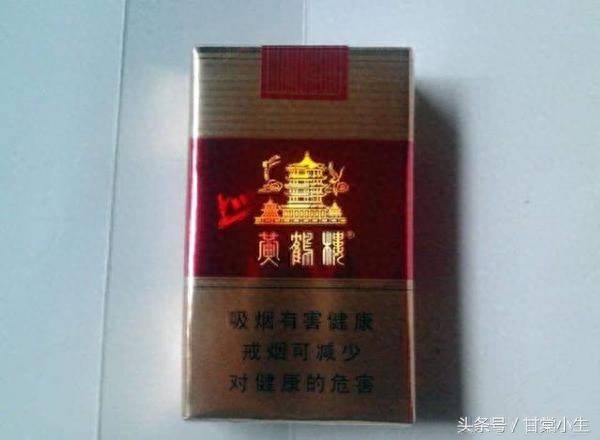 黄鹤楼®
吸烟有害健康
戒烟可减少
对健康的危害
头条号 / 甘棠小生